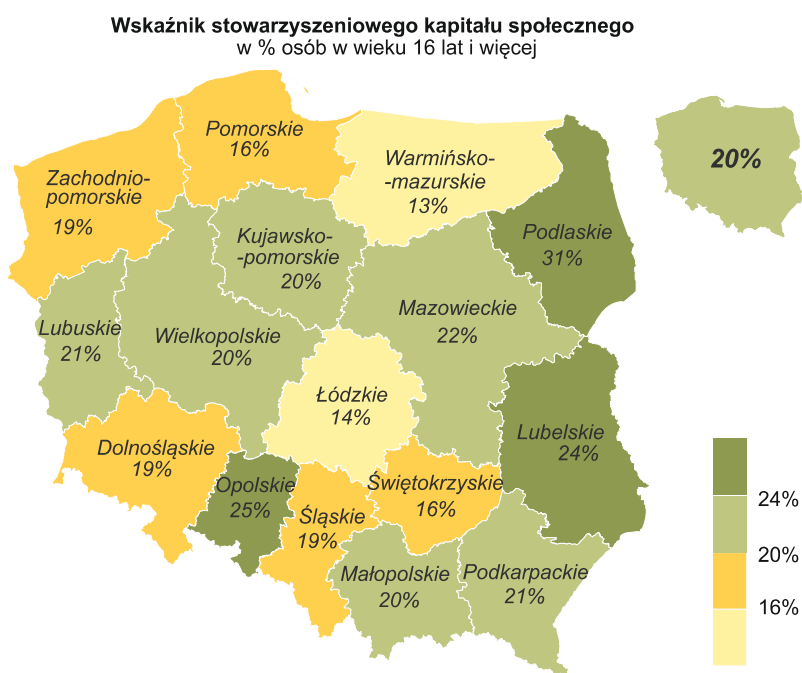 Wskaźnik stowarzyszeniowego kapitału społecznego
w % osób w wieku 16 lat i więcej
Pomorskie
16%
Warmińsko-
-mazurskie
13%
20%
Zachodnio-
pomorskie
19%
Podlaskie
31%
Kujawsko-
-pomorskie
20%
Mazowieckie
22%
Lubuskie
21%
Wielkopolskie
20%
Łódzkie
14%
Lubelskie
24%
Dolnośląskie
19%
Opolskie
25%
Śląskie
19%
Świętokrzyskie
16%
Małopolskie
20%
Podkarpackie
21%
24%
20%
16%